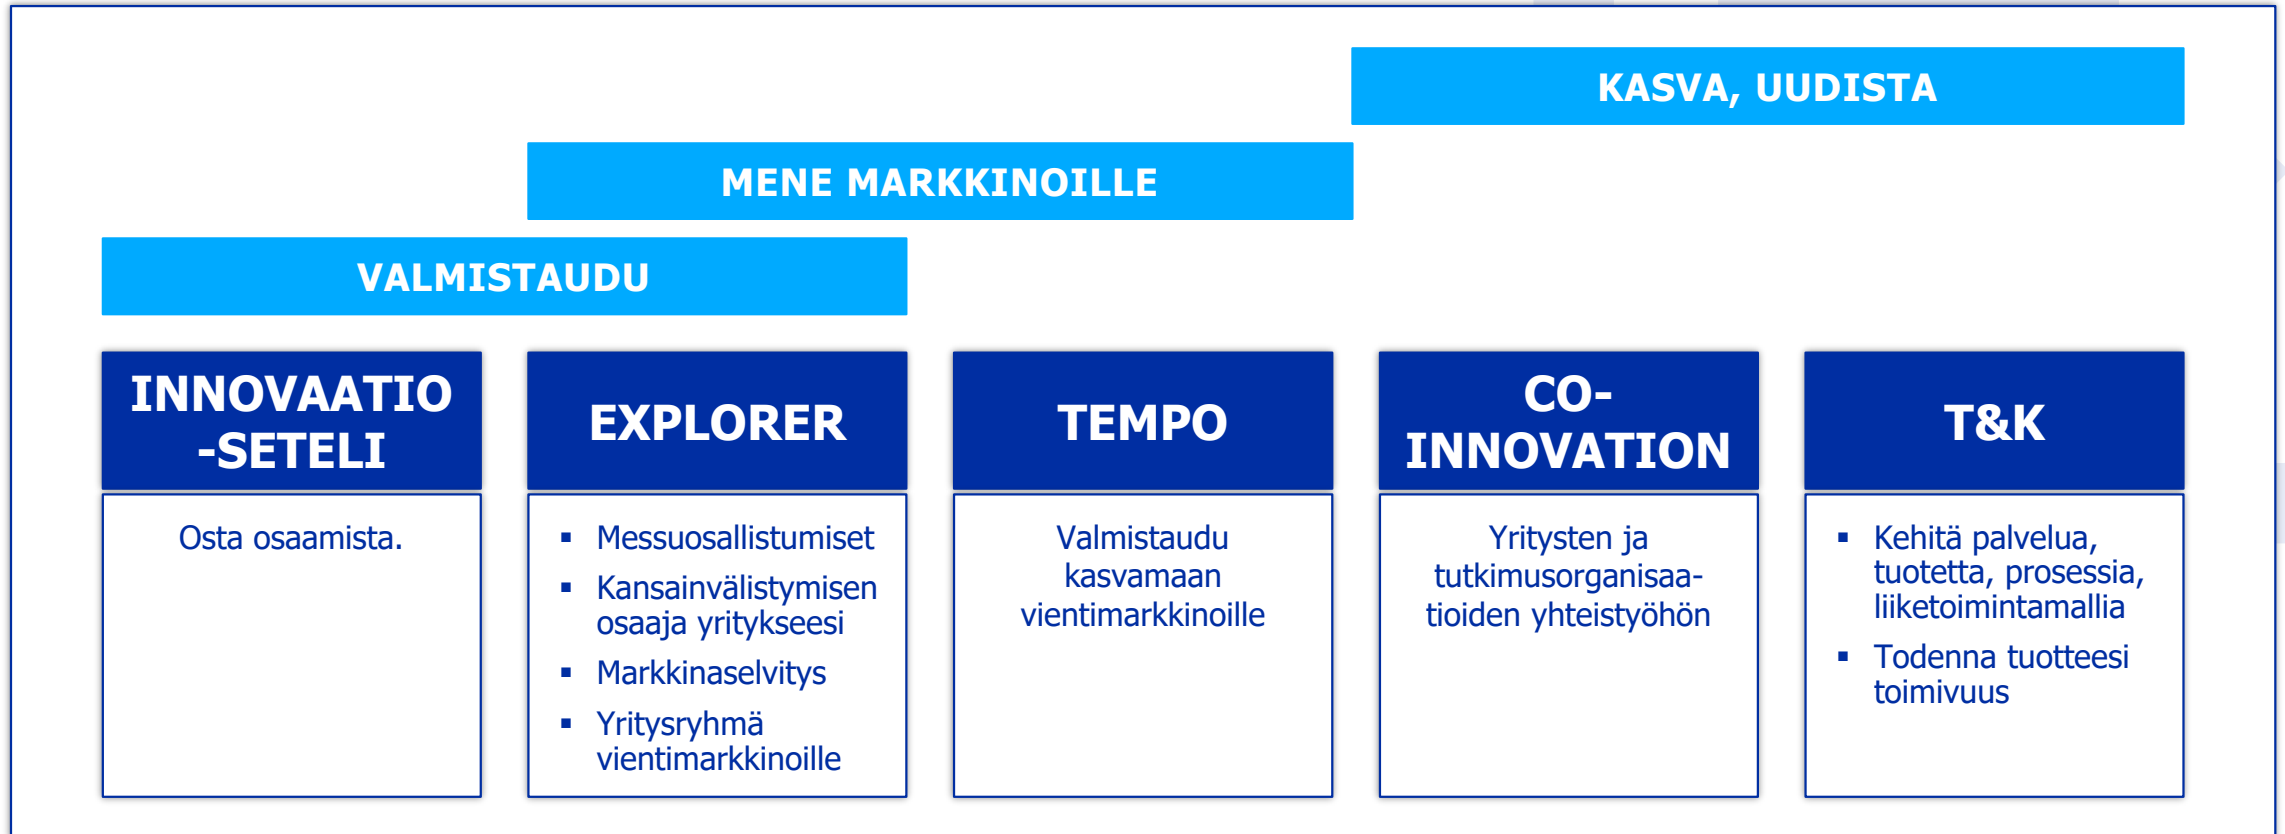 KASVA, UUDISTA
MENE MARKKINOILLE
VALMISTAUDU
INNOVAATIO
-SETELI
Osta osaamista.
EXPLORER
▪ Messuosallistumiset
▪ Kansainvälistymisen
osaaja yritykseesi
▪ Markkinaselvitys
▪ Yritysryhmä
vientimarkkinoille
TEMPO
Valmistaudu
kasvamaan
vientimarkkinoille
CO-
INNOVATION
Yritysten ja
tutkimusorganisaa-
tioiden yhteistyöhön
T&K
▪ Kehitä palvelua,
tuotetta, prosessia,
liiketoimintamallia
▪ Todenna tuotteesi
toimivuus